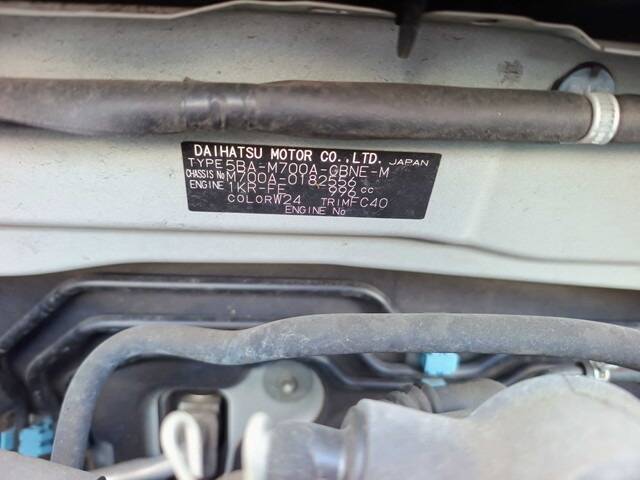 DAIHATSU MOTOR CO.,LTD. JAPAN
TYPE 5BA-M700A-GBNE-M
CHASSIS NO M700A-0182556
ENGINE 1KR-FE 996 cc
COLOR W24 TRIM FC40
ENGINE No